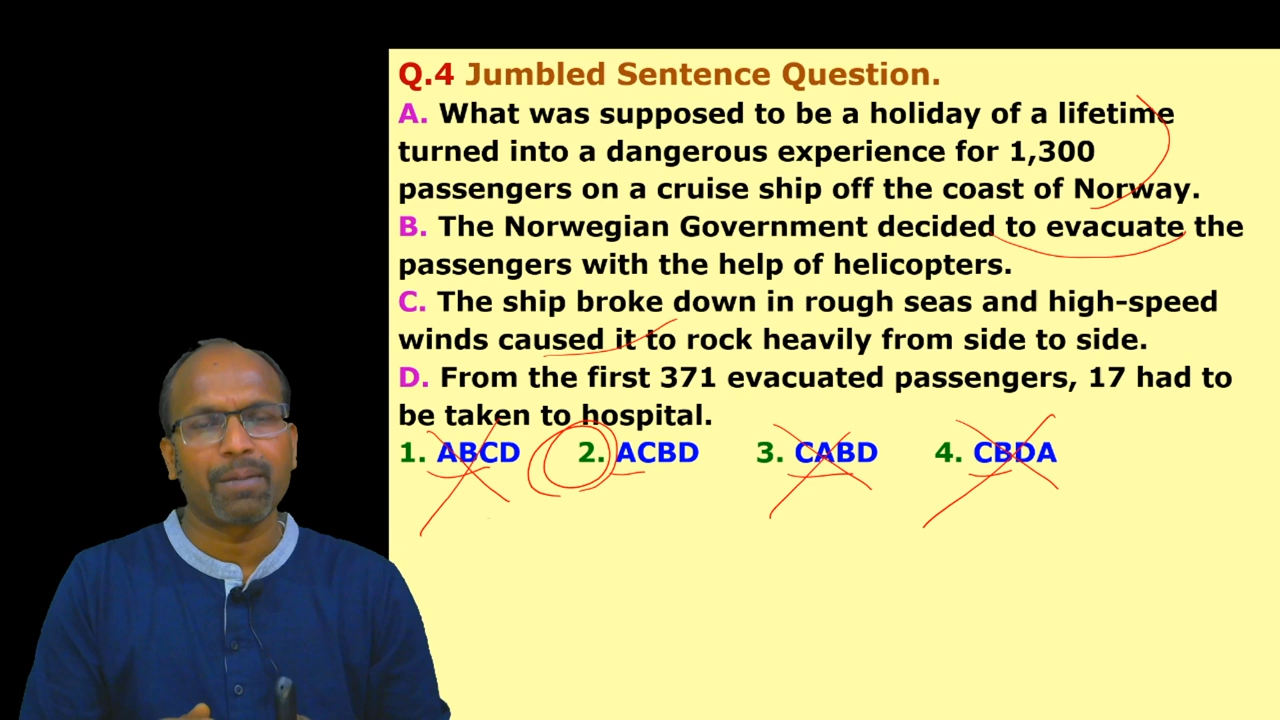 Q.4 Jumbled Sentence Question.
A. What was supposed to be a holiday of a lifetime
turned into a dangerous experience for 1,300
passengers on a cruise ship off the coast of Norway.
B. The Norwegian Government decided to evacuate the
passengers with the help of helicopters.
C. The ship broke down in rough seas and high-speed
winds caused it to rock heavily from side to side.
D. From the first 371 evacuated passengers, 17 had to
be taken to hospital.
1. ABCD 2. ACBD 3. CABD 4. CBDA